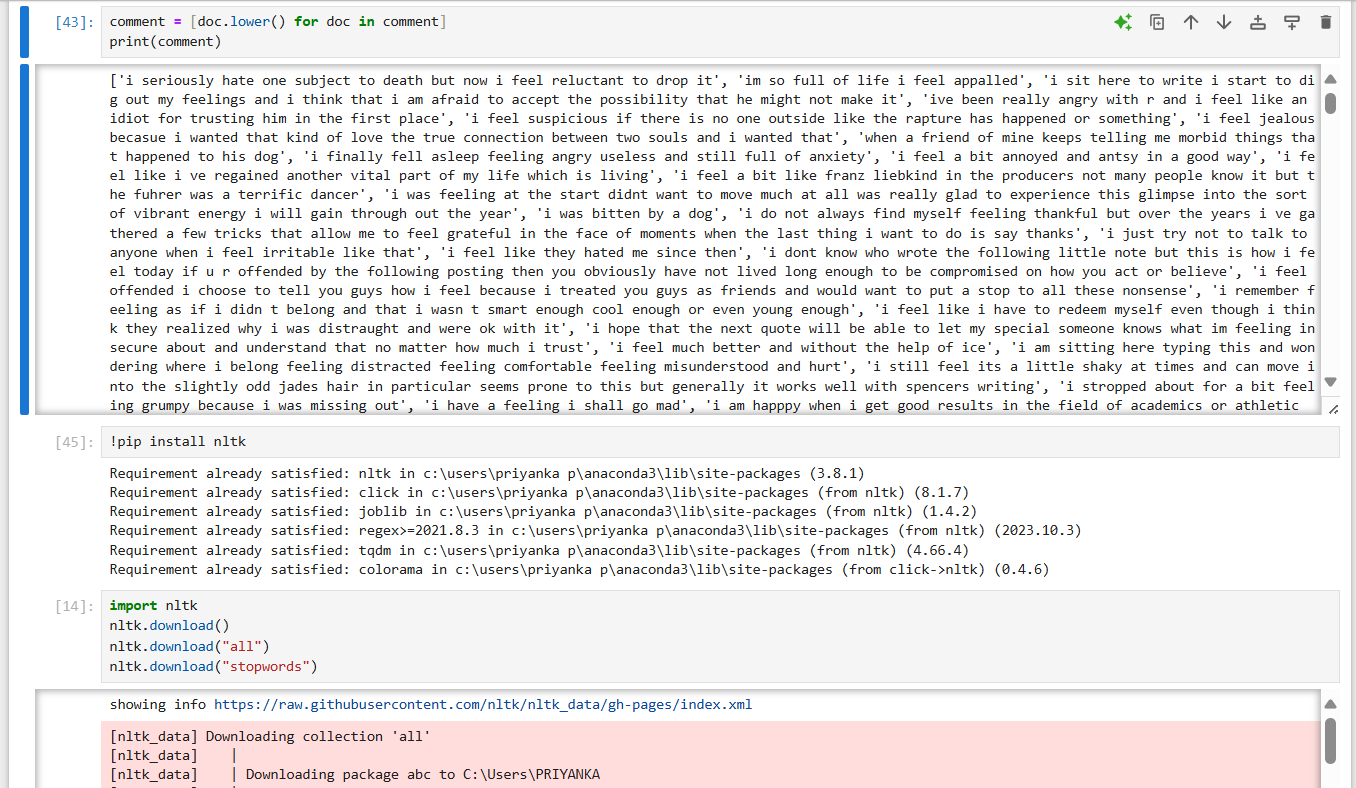 [43]: comment = [doc.lower() for doc in comment]
print(comment)
['i seriously hate one subject to death but now i feel reluctant to drop it', 'im so full of life i feel appalled', 'i sit here to write i start to di
g out my feelings and i think that i am afraid to accept the possibility that he might not make it', 'ive been really angry with r and i feel like an
idiot for trusting him in the first place', 'i feel suspicious if there is no one outside like the rapture has happened or something', 'i feel jealous
becasue i wanted that kind of love the true connection between two souls and i wanted that', 'when a friend of mine keeps telling me morbid things tha
t happened to his dog', 'i finally fell asleep feeling angry useless and still full of anxiety', 'i feel a bit annoyed and antsy in a good way', 'i fe
el like i ve regained another vital part of my life which is living', 'i feel a bit like franz liebkind in the producers not many people know it but t
he fuhrer was a terrific dancer', 'i was feeling at the start didnt want to move much at all was really glad to experience this glimpse into the sort
of vibrant energy i will gain through out the year', 'i was bitten by a dog', 'i do not always find myself feeling thankful but over the years i ve ga
thered a few tricks that allow me to feel grateful in the face of moments when the last thing i want to do is say thanks', 'i just try not to talk to
anyone when i feel irritable like that', 'i feel like they hated me since then', 'i dont know who wrote the following little note but this is how i fe
el today if u r offended by the following posting then you obviously have not lived long enough to be compromised on how you act or believe', 'i feel
offended i choose to tell you guys how i feel because i treated you guys as friends and would want to put a stop to all these nonsense', 'i remember f
eeling as if i didn t belong and that i wasn t smart enough cool enough or even young enough', 'i feel like i have to redeem myself even though i thin
k they realized why i was distraught and were ok with it', 'i hope that the next quote will be able to let my special someone knows what im feeling in
secure about and understand that no matter how much i trust', 'i feel much better and without the help of ice', 'i am sitting here typing this and won
dering where i belong feeling distracted feeling comfortable feeling misunderstood and hurt', 'i still feel its a little shaky at times and can move i
nto the slightly odd jades hair in particular seems prone to this but generally it works well with spencers writing', 'i stropped about for a bit feel
ing grumpy because i was missing out', 'i have a feeling i shall go mad', 'i am happpy when i get good results in the field of academics or athletic
[45]: !pip install nltk
Requirement already satisfied: nltk in c:\users\priyanka p\anaconda3\lib\site-packages (3.8.1)
Requirement already satisfied: click in c:\users\priyanka p\anaconda3\lib\site-packages (from nltk) (8.1.7)
Requirement already satisfied: joblib in c:\users\priyanka p\anaconda3\lib\site-packages (from nltk) (1.4.2)
Requirement already satisfied: regex>=2021.8.3 in c:\users\priyanka p\anaconda3\lib\site-packages (from nltk) (2023.10.3)
Requirement already satisfied: tqdm in c:\users\priyanka p\anaconda3\lib\site-packages (from nltk) (4.66.4)
Requirement already satisfied: colorama in c:\users\priyanka p\anaconda3\lib\site-packages (from click->nltk) (0.4.6)
[14]: import nltk
nltk.download()
nltk.download("all")
nltk.download("stopwords")
showing info https://raw.githubusercontent.com/nltk/nltk_data/gh-pages/index.xml
[nltk_data] Downloading collection 'all'
[nltk_data]    |
[nltk_data]    | Downloading package abc to C:\Users\PRIYANKA